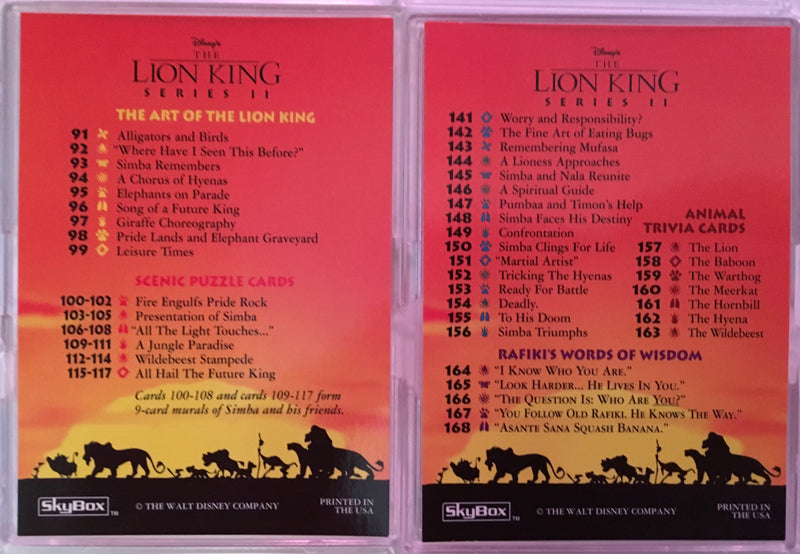 Disney's
THE
LION KING
SERIES II
THE ART OF THE LION KING
91 Alligators and Birds
92 "Where Have I Seen This Before?"
93 Simba Remembers
94 A Chorus of Hyenas
95 Elephants on Parade
96 Song of a Future King
97 Giraffe Choreography
98 Pride Lands and Elephant Graveyard
99 Leisure Times
SCENIC PUZZLE CARDS
100-102 Fire Engulfs Pride Rock
103-105 Presentation of Simba
106-108 "All The Light Touches..."
109-111 A Jungle Paradise
112-114 Wildebeest Stampede
115-117 All Hail The Future King
Cards 100-108 and cards 109-117 form
9-card murals of Simba and his friends.
SkyBox TM
© THE WALT DISNEY COMPANY
PRINTED IN
THE USA
Disney's
THE
LION KING
SERIES II
141 Worry and Responsibility?
142 The Fine Art of Eating Bugs
143 Remembering Mufasa
144 A Lioness Approaches
145 Simba and Nala Reunite
146 A Spiritual Guide
147 Pumbaa and Timon's Help
148 Simba Faces His Destiny
149 Confrontation
150 Simba Clings For Life
151 "Martial Artist"
152 Tricking The Hyenas
153 Ready For Battle
154 Deadly.
155 To His Doom
156 Simba Triumphs
ANIMAL
TRIVIA CARDS
157 The Lion
158 The Baboon
159 The Warthog
160 The Meerkat
161 The Hornbill
162 The Hyena
163 The Wildebeest
RAFIKI'S WORDS OF WISDOM
164 "I KNOW WHO YOU ARE."
165 "LOOK HARDER... HE LIVES IN YOU."
166 "THE QUESTION IS: WHO ARE YOU?"
167 "YOU FOLLOW OLD RAFIKI. HE KNOWS THE WAY."
168 "ASANTE SANA SQUASH BANANA."
SkyBox TM
© THE WALT DISNEY COMPANY
PRINTED IN
THE USA